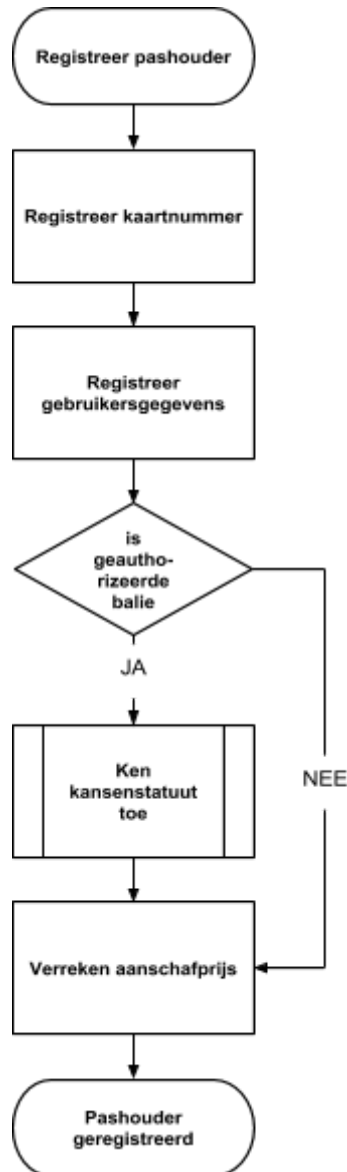 Registreer pashouder
Registreer kaartnummer
Registreer
gebruikersgegevens
is
geautho-
rizeerde
balie
JA
Ken
kansenstatuut
toe
NEE
Verreken aanschafprijs
Pashouder
geregistreerd